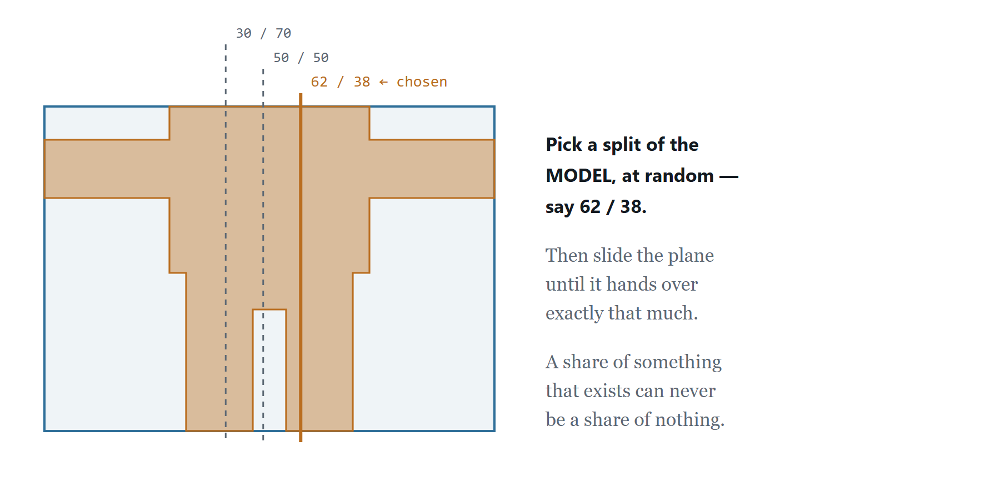 30 / 70
50 / 50
62 / 38 ← chosen
Pick a split of the
MODEL, at random —
say 62 / 38.
Then slide the plane
until it hands over
exactly that much.
A share of something
that exists can never
be a share of nothing.